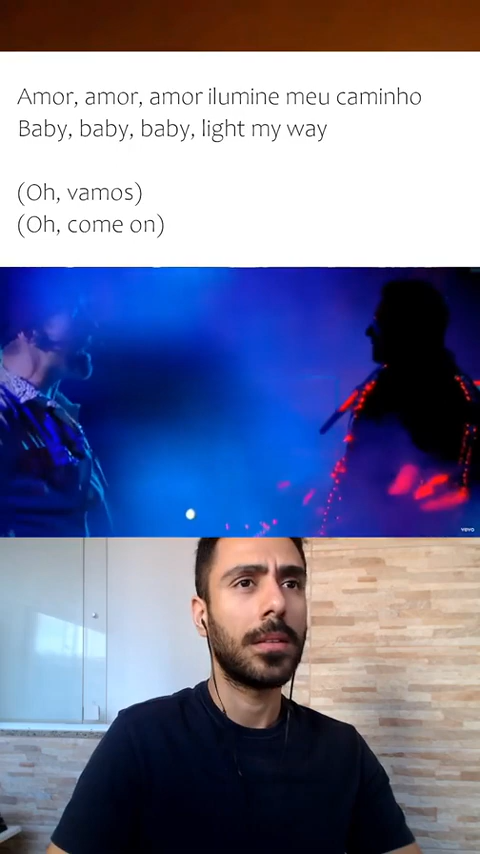 Amor, amor, amor ilumine meu caminho
Baby, baby, baby, light my way
(Oh, vamos)
(Oh, come on)
vevo